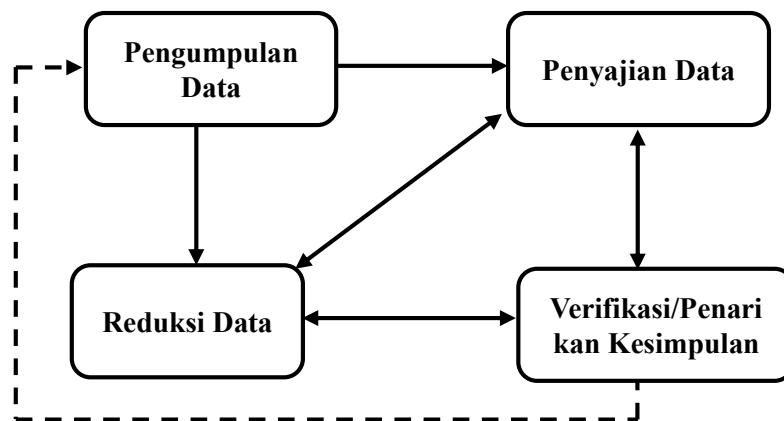 Pengumpulan
Data
Penyajian Data
Reduksi Data
Verifikasi/Penari
kan Kesimpulan